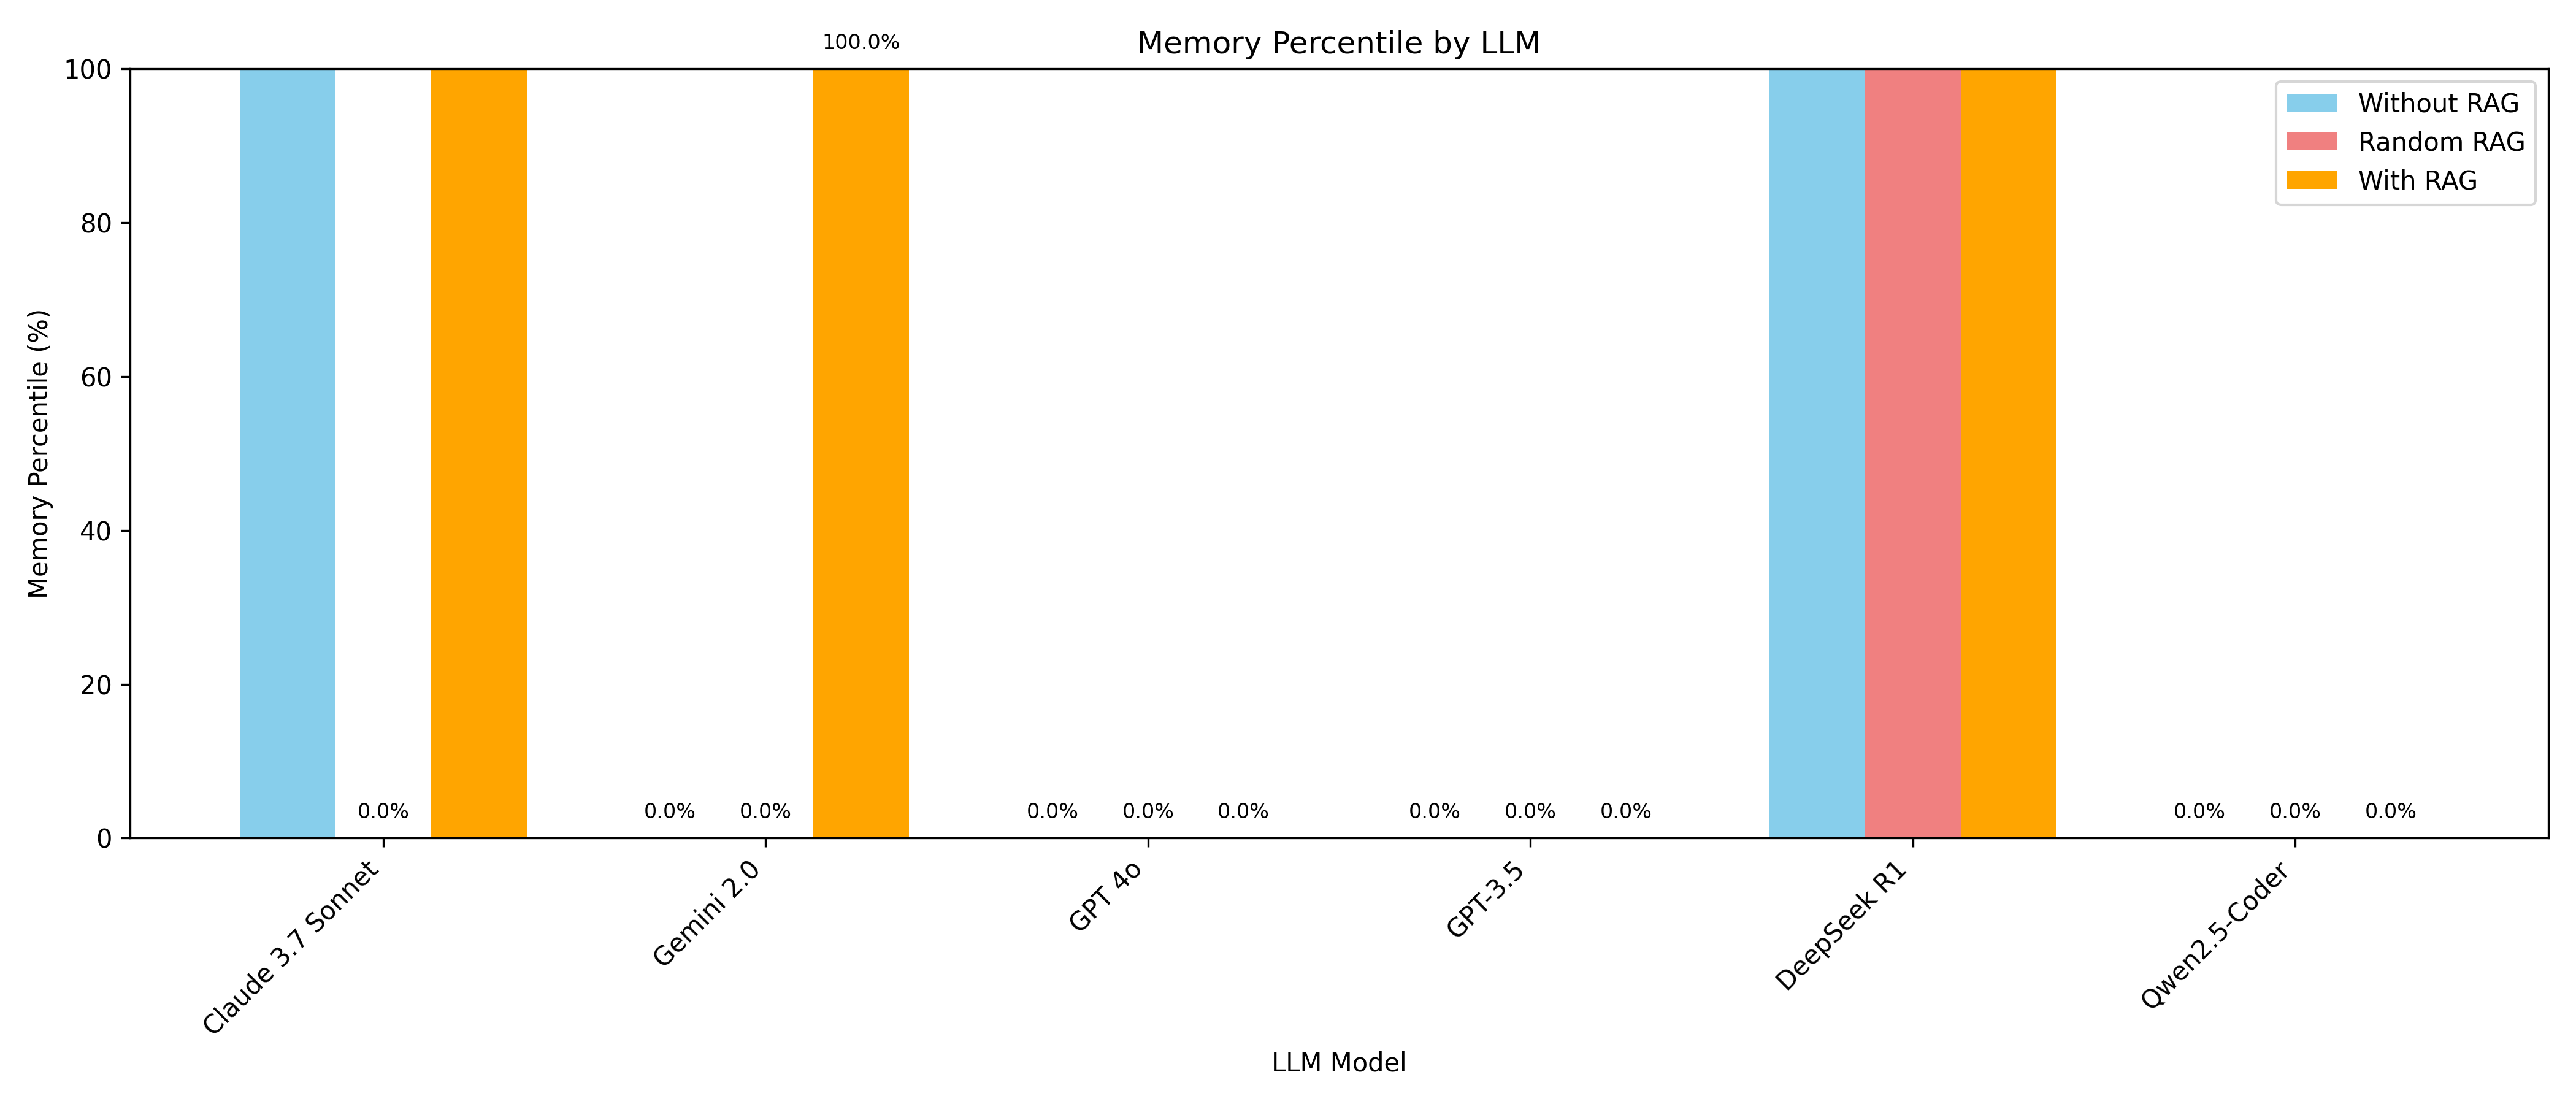 100.0%
Memory Percentile by LLM
Memory Percentile (%)
100
80
60
40
20
0
Without RAG
Random RAG
With RAG
0.0%
0.0%
0.0%
0.0%
0.0%
0.0%
0.0%
0.0%
0.0%
0.0%
0.0%
0.0%
Claude 3.7 Sonnet
Gemini 2.0
GPT 4o
GPT-3.5
DeepSeek R1
Qwen2.5-Coder
LLM Model